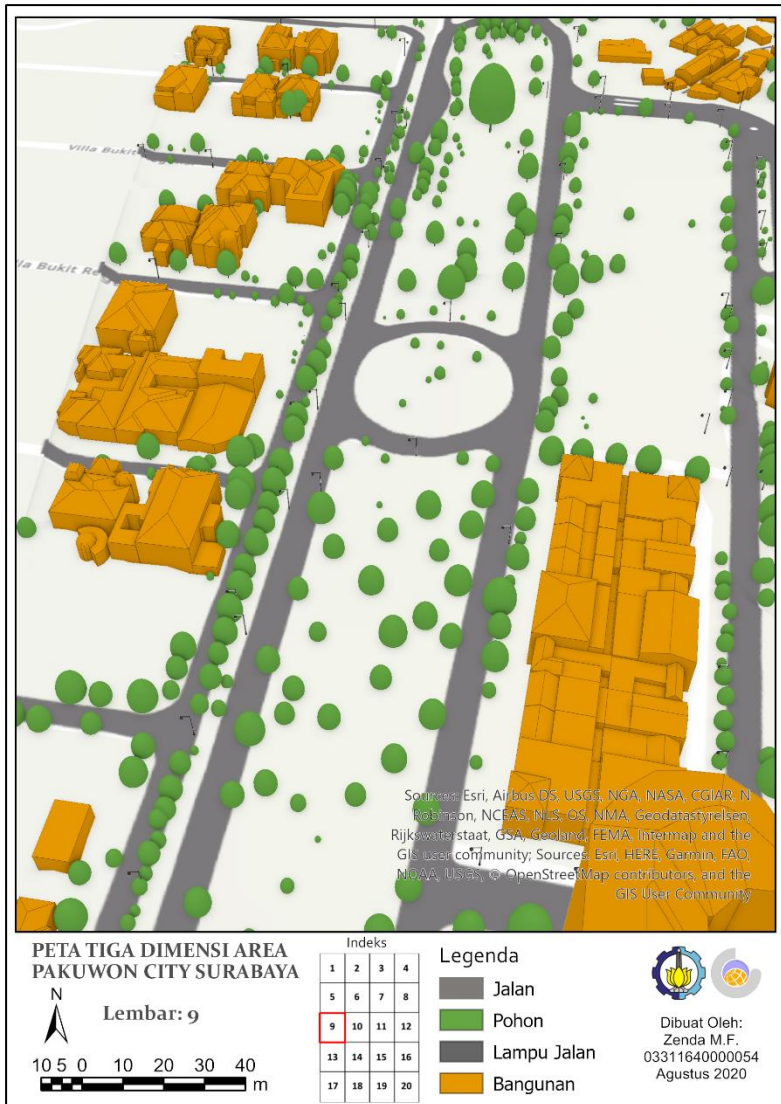 Villa Bukit Reg
lla Bukit Reg
Sources: Esri, Airbus DS, USGS, NGA, NASA, CGIAR, N
Robinson, NCEAS, NLS, OS, NMA, Geodatastyrelsen,
Rijkswaterstaat, GSA, Geoland, FEMA, Intermap and the
GIS user community; Sources: Esri, HERE, Garmin, FAO,
NOAA, USGS, © OpenStreetMap contributors, and the
GIS User Community
PETA TIGA DIMENSI AREA
PAKUWON CITY SURABAYA
N
Lembar: 9
10 5 0 10 20 30 40
m
Indeks
1 2 3 4
5 6 7 8
9 10 11 12
13 14 15 16
17 18 19 20
Legenda
Jalan
Pohon
Lampu Jalan
Bangunan
Dibuat Oleh:
Zenda M.F.
03311640000054
Agustus 2020